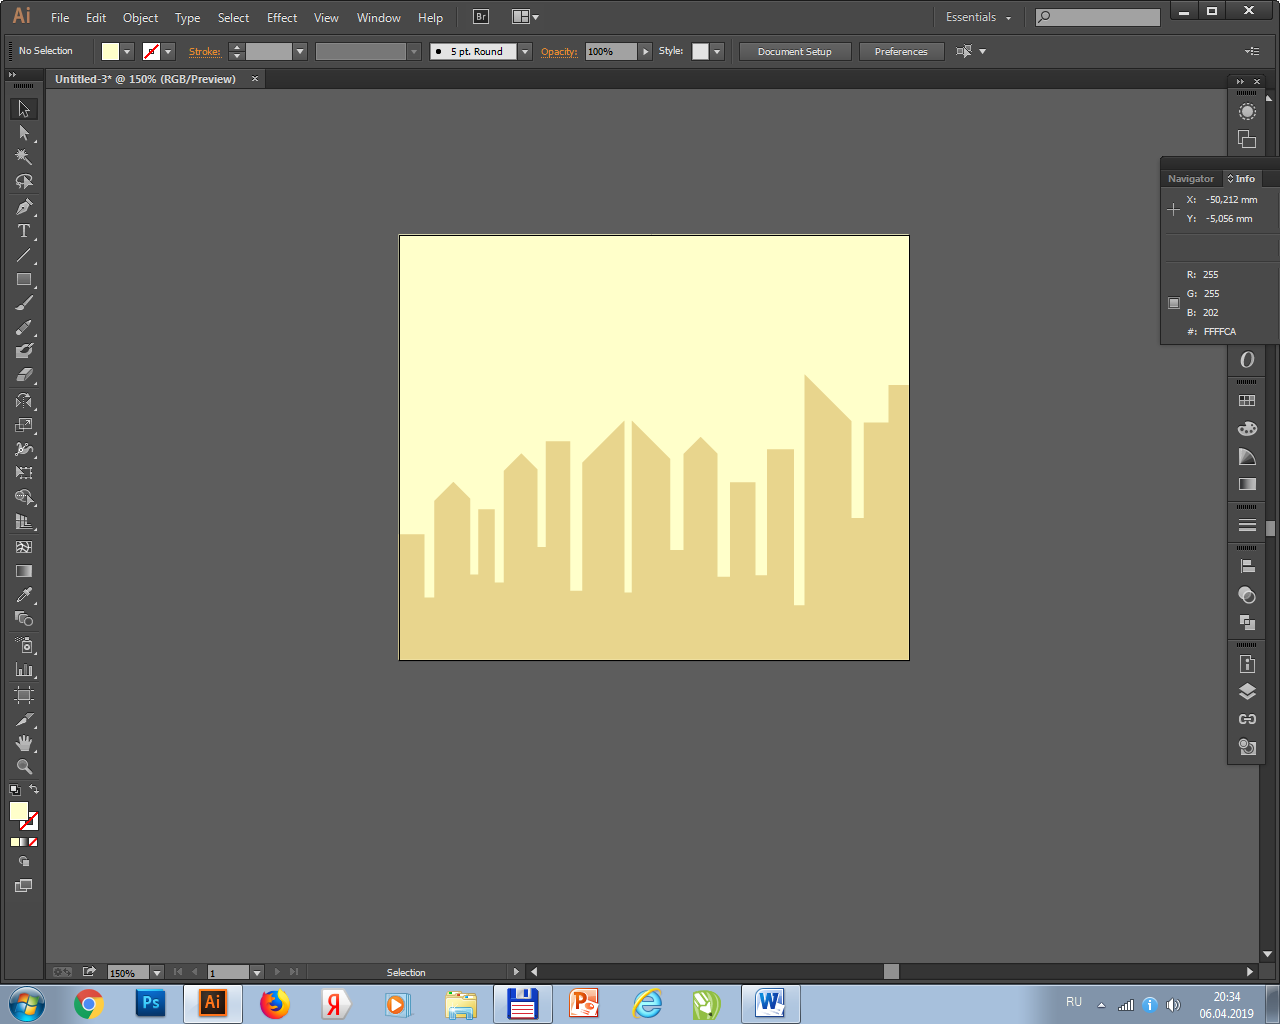 Ai File Edit Object Type Select Effect View Window Help Br Essentials
No Selection Stroke: 5 pt. Round Opacity: 100% Style: Document Setup Preferences
Untitled-3* @ 150% (RGB/Preview) ×
Navigator Info
X: -50,212 mm
Y: -5,056 mm
R: 255
G: 255
B: 202
#: FFFFCA
150% 1 Selection
Ps Ai Я W
RU 20:34
06.04.2019